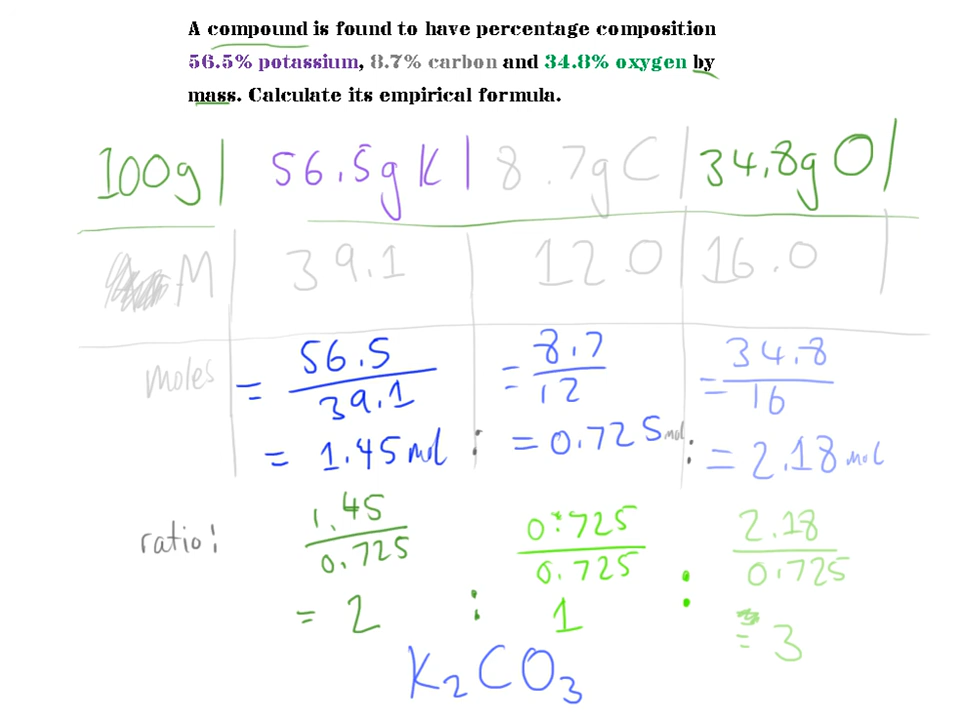 A compound is found to have percentage composition
56.5% potassium, 8.7% carbon and 34.8% oxygen by
mass. Calculate its empirical formula.
100g | 56.5g K | 8.7g C | 34.8g O |
M 39.1 12.0 16.0
moles = 56.5/39.1 = 8.7/12 = 34.8/16
= 1.45 mol : = 0.725 mol : = 2.18 mol
ratio: 1.45/0.725 0.725/0.725 2.18/0.725
= 2 : 1 : = 3
K₂CO₃